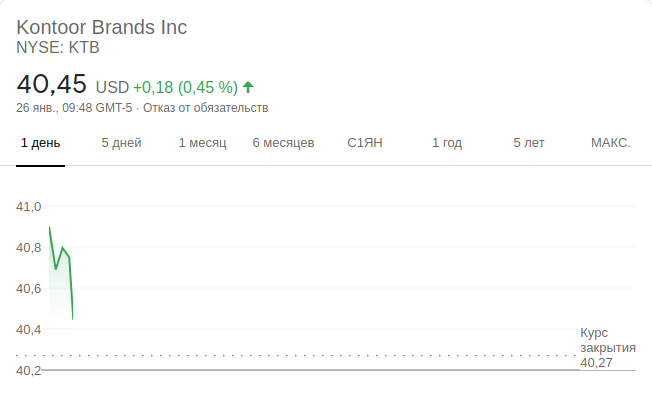 Kontoor Brands Inc
NYSE: KTB
40,45 USD +0,18 (0,45 %)
26 янв., 09:48 GMT-5 · Отказ от обязательств
1 день 5 дней 1 месяц 6 месяцев С1ЯН 1 год 5 лет МАКС.
41,0
40,8
40,6
40,4
40,2
Курс
закрытия
40,27